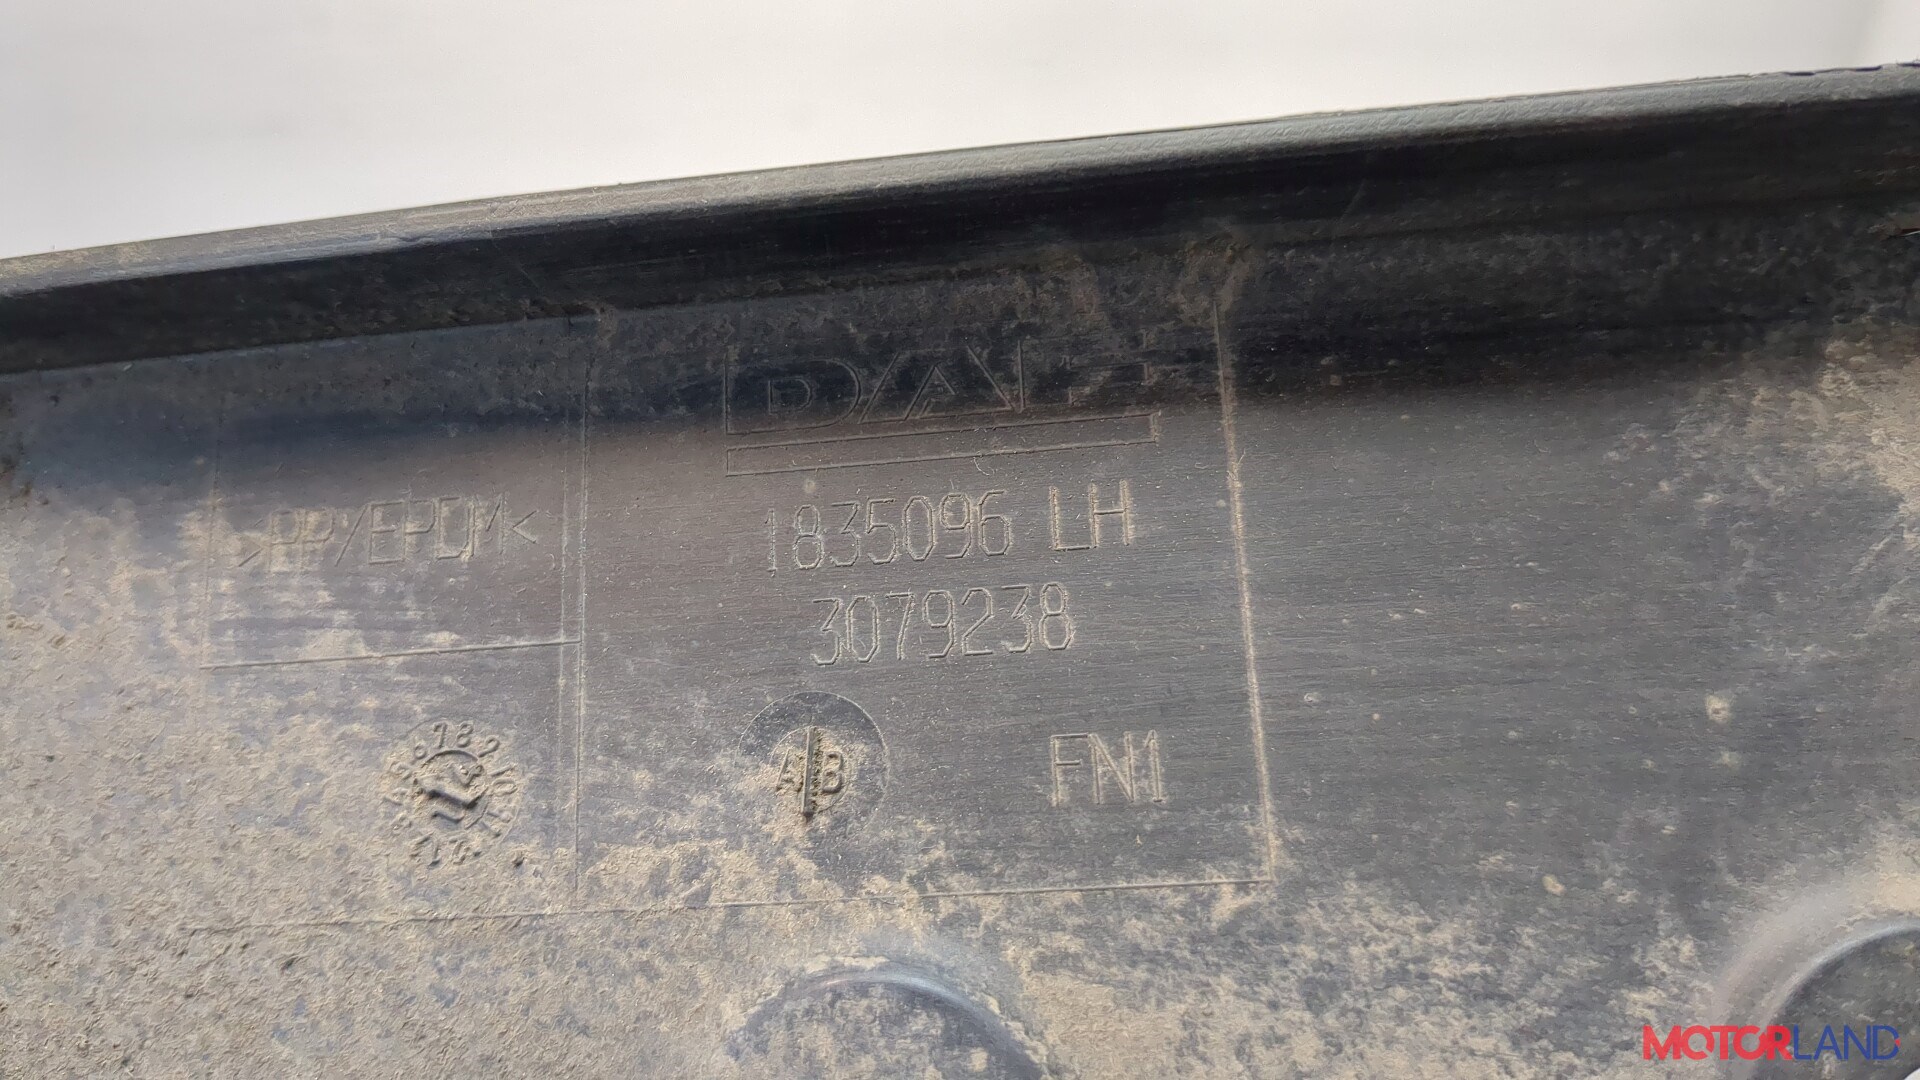 DAF
>PP/EPDM<
1835096 LH
3079238
A B
FN1
MOTORLAND